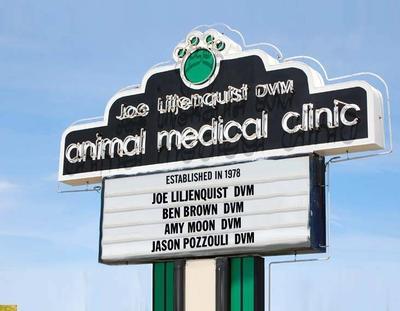 Joe Liljenquist DVM
animal medical clinic
ESTABLISHED IN 1978
JOE LILJENQUIST DVM
BEN BROWN DVM
AMY MOON DVM
JASON POZZOULI DVM